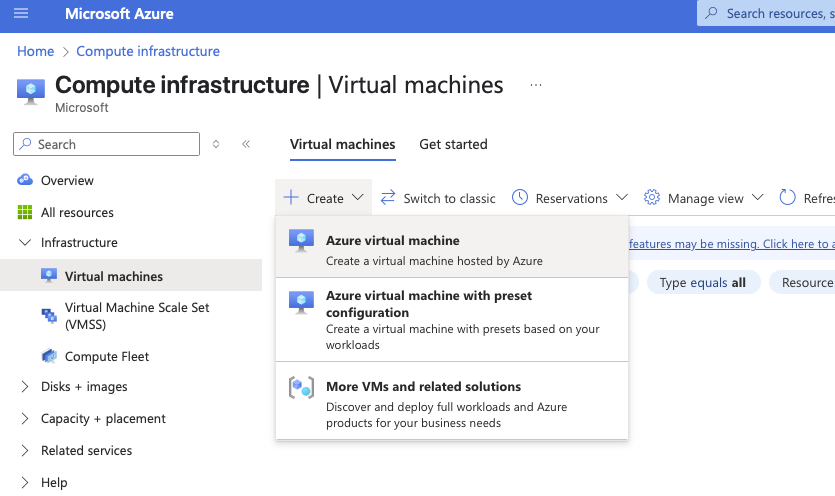 Microsoft Azure
Search resources, s
Home > Compute infrastructure
Compute infrastructure | Virtual machines ...
Microsoft
Search
Virtual machines
Get started
Overview
All resources
Infrastructure
Virtual machines
Virtual Machine Scale Set
(VMSS)
Compute Fleet
Disks + images
Capacity + placement
Related services
Help
Create
Switch to classic
Reservations
Manage view
Refre
features may be missing. Click here to a
Type equals all
Resource
Azure virtual machine
Create a virtual machine hosted by Azure
Azure virtual machine with preset
configuration
Create a virtual machine with presets based on your
workloads
More VMs and related solutions
Discover and deploy full workloads and Azure
products for your business needs